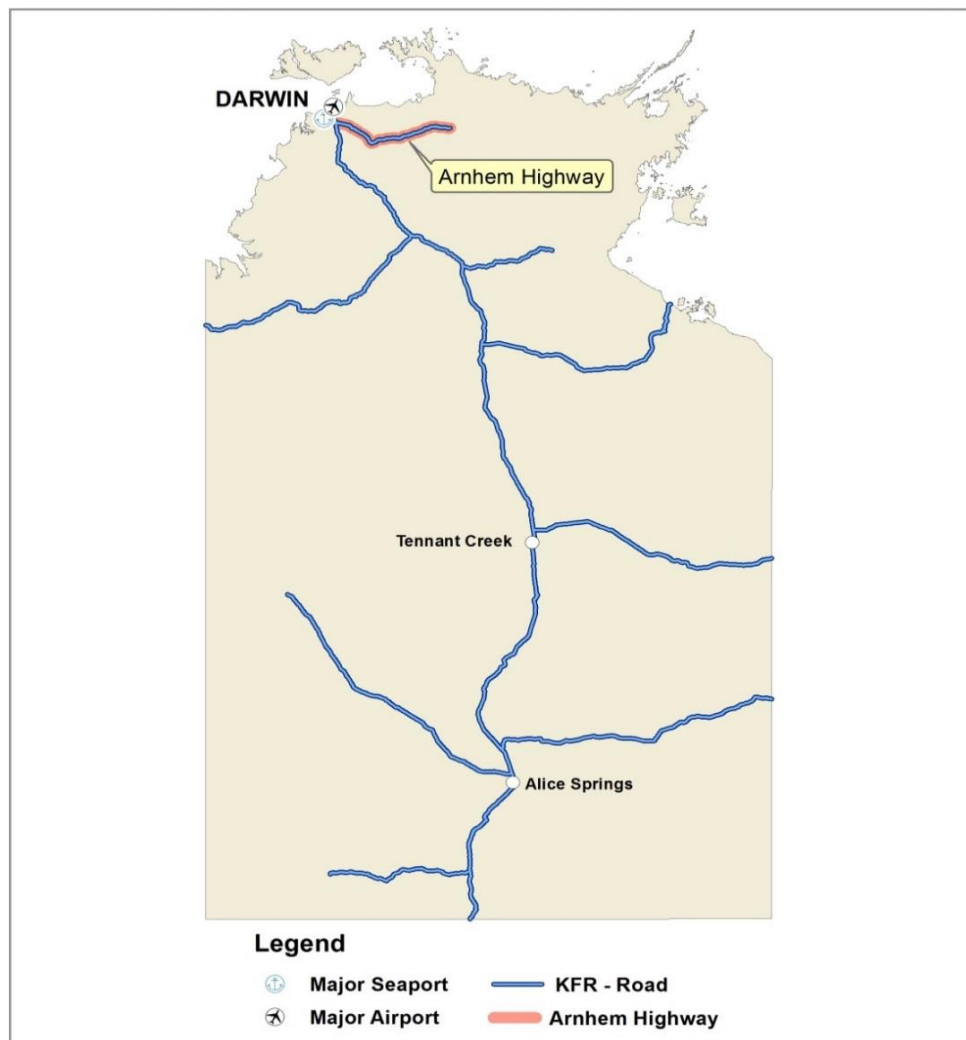 DARWIN
Arnhem Highway
Tennant Creek
Alice Springs
Legend
Major Seaport
KFR - Road
Major Airport
Arnhem Highway